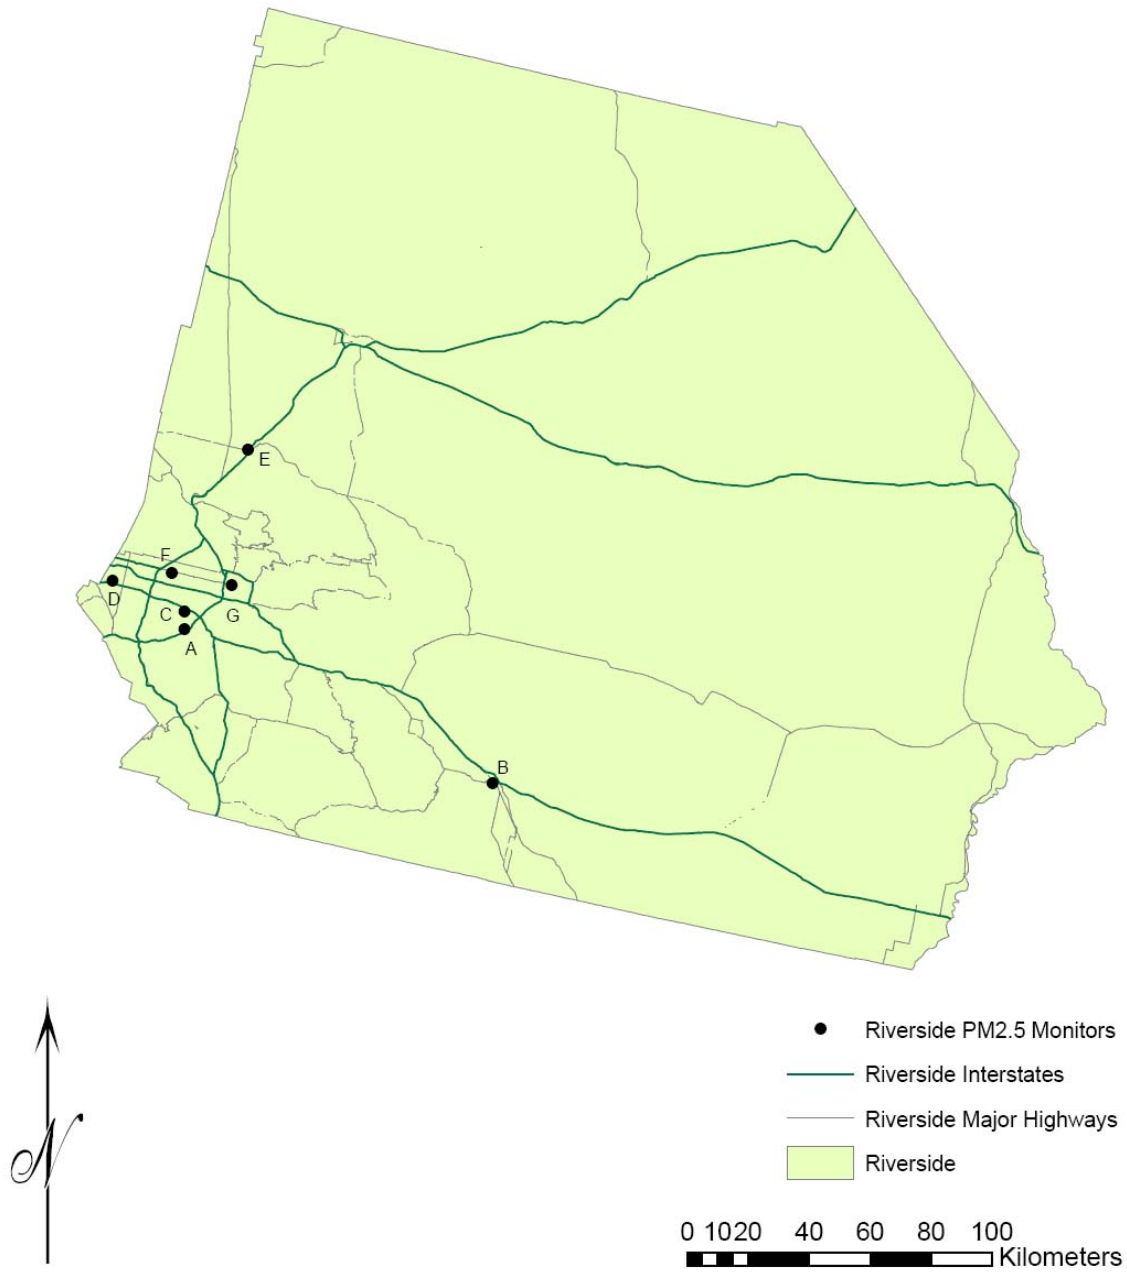 E
F
D
C
G
A
B
N
Riverside PM2.5 Monitors
Riverside Interstates
Riverside Major Highways
Riverside
0 10 20 40 60 80 100
Kilometers